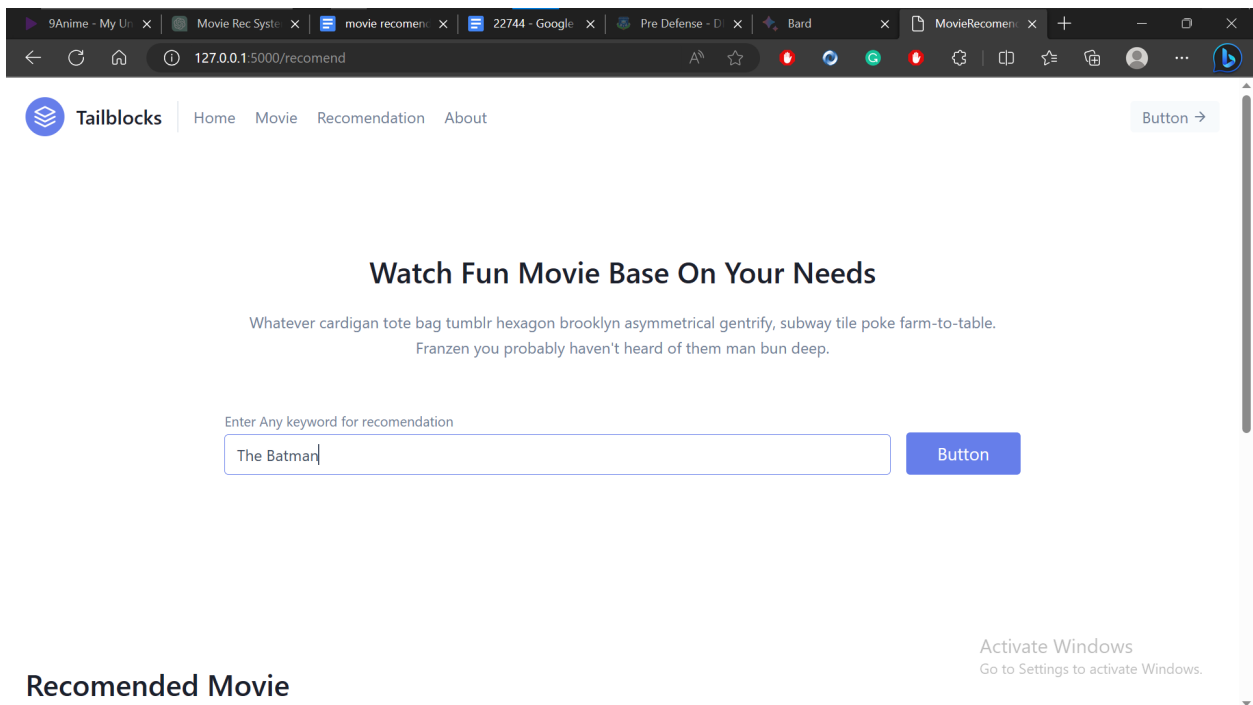 9Anime - My Un
Movie Rec Syste
movie recomend
22744 - Google
Pre Defense - D
Bard
MovieRecomend
127.0.0.1:5000/recomend
Tailblocks
Home Movie Recomendation About
Button →
Watch Fun Movie Base On Your Needs
Whatever cardigan tote bag tumblr hexagon brooklyn asymmetrical gentrify, subway tile poke farm-to-table.
Franzen you probably haven't heard of them man bun deep.
Enter Any keyword for recomendation
The Batman
Button
Activate Windows
Go to Settings to activate Windows.
Recomended Movie